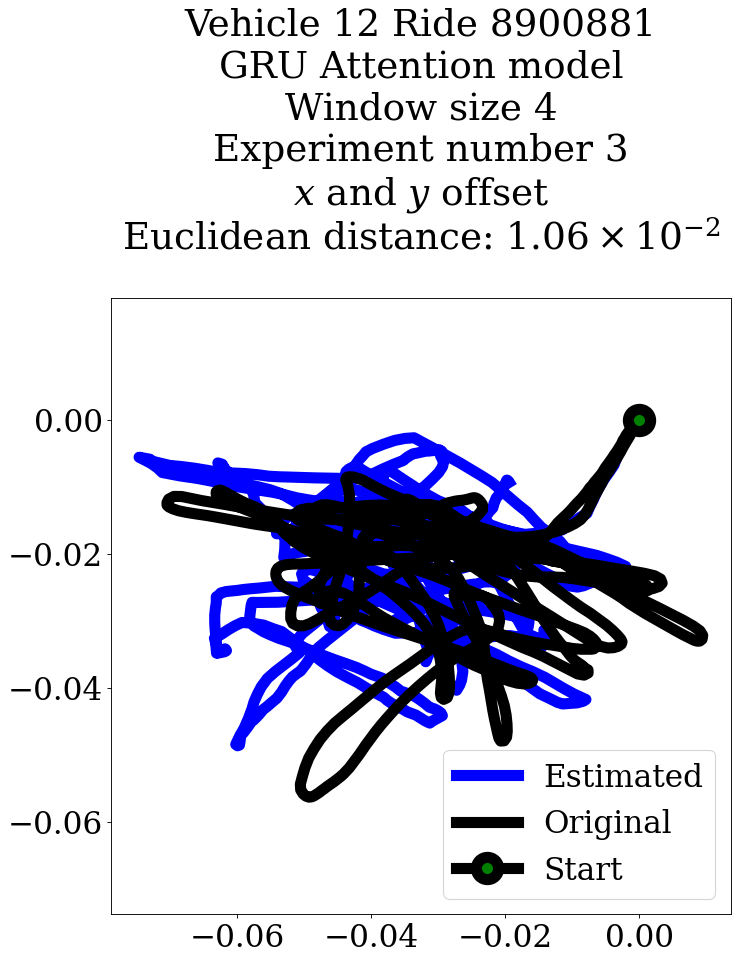 Vehicle 12 Ride 8900881
GRU Attention model
Window size 4
Experiment number 3
x and y offset
Euclidean distance: 1.06 × 10⁻²
0.00
−0.02
−0.04
−0.06
Estimated
Original
Start
−0.06 −0.04 −0.02 0.00